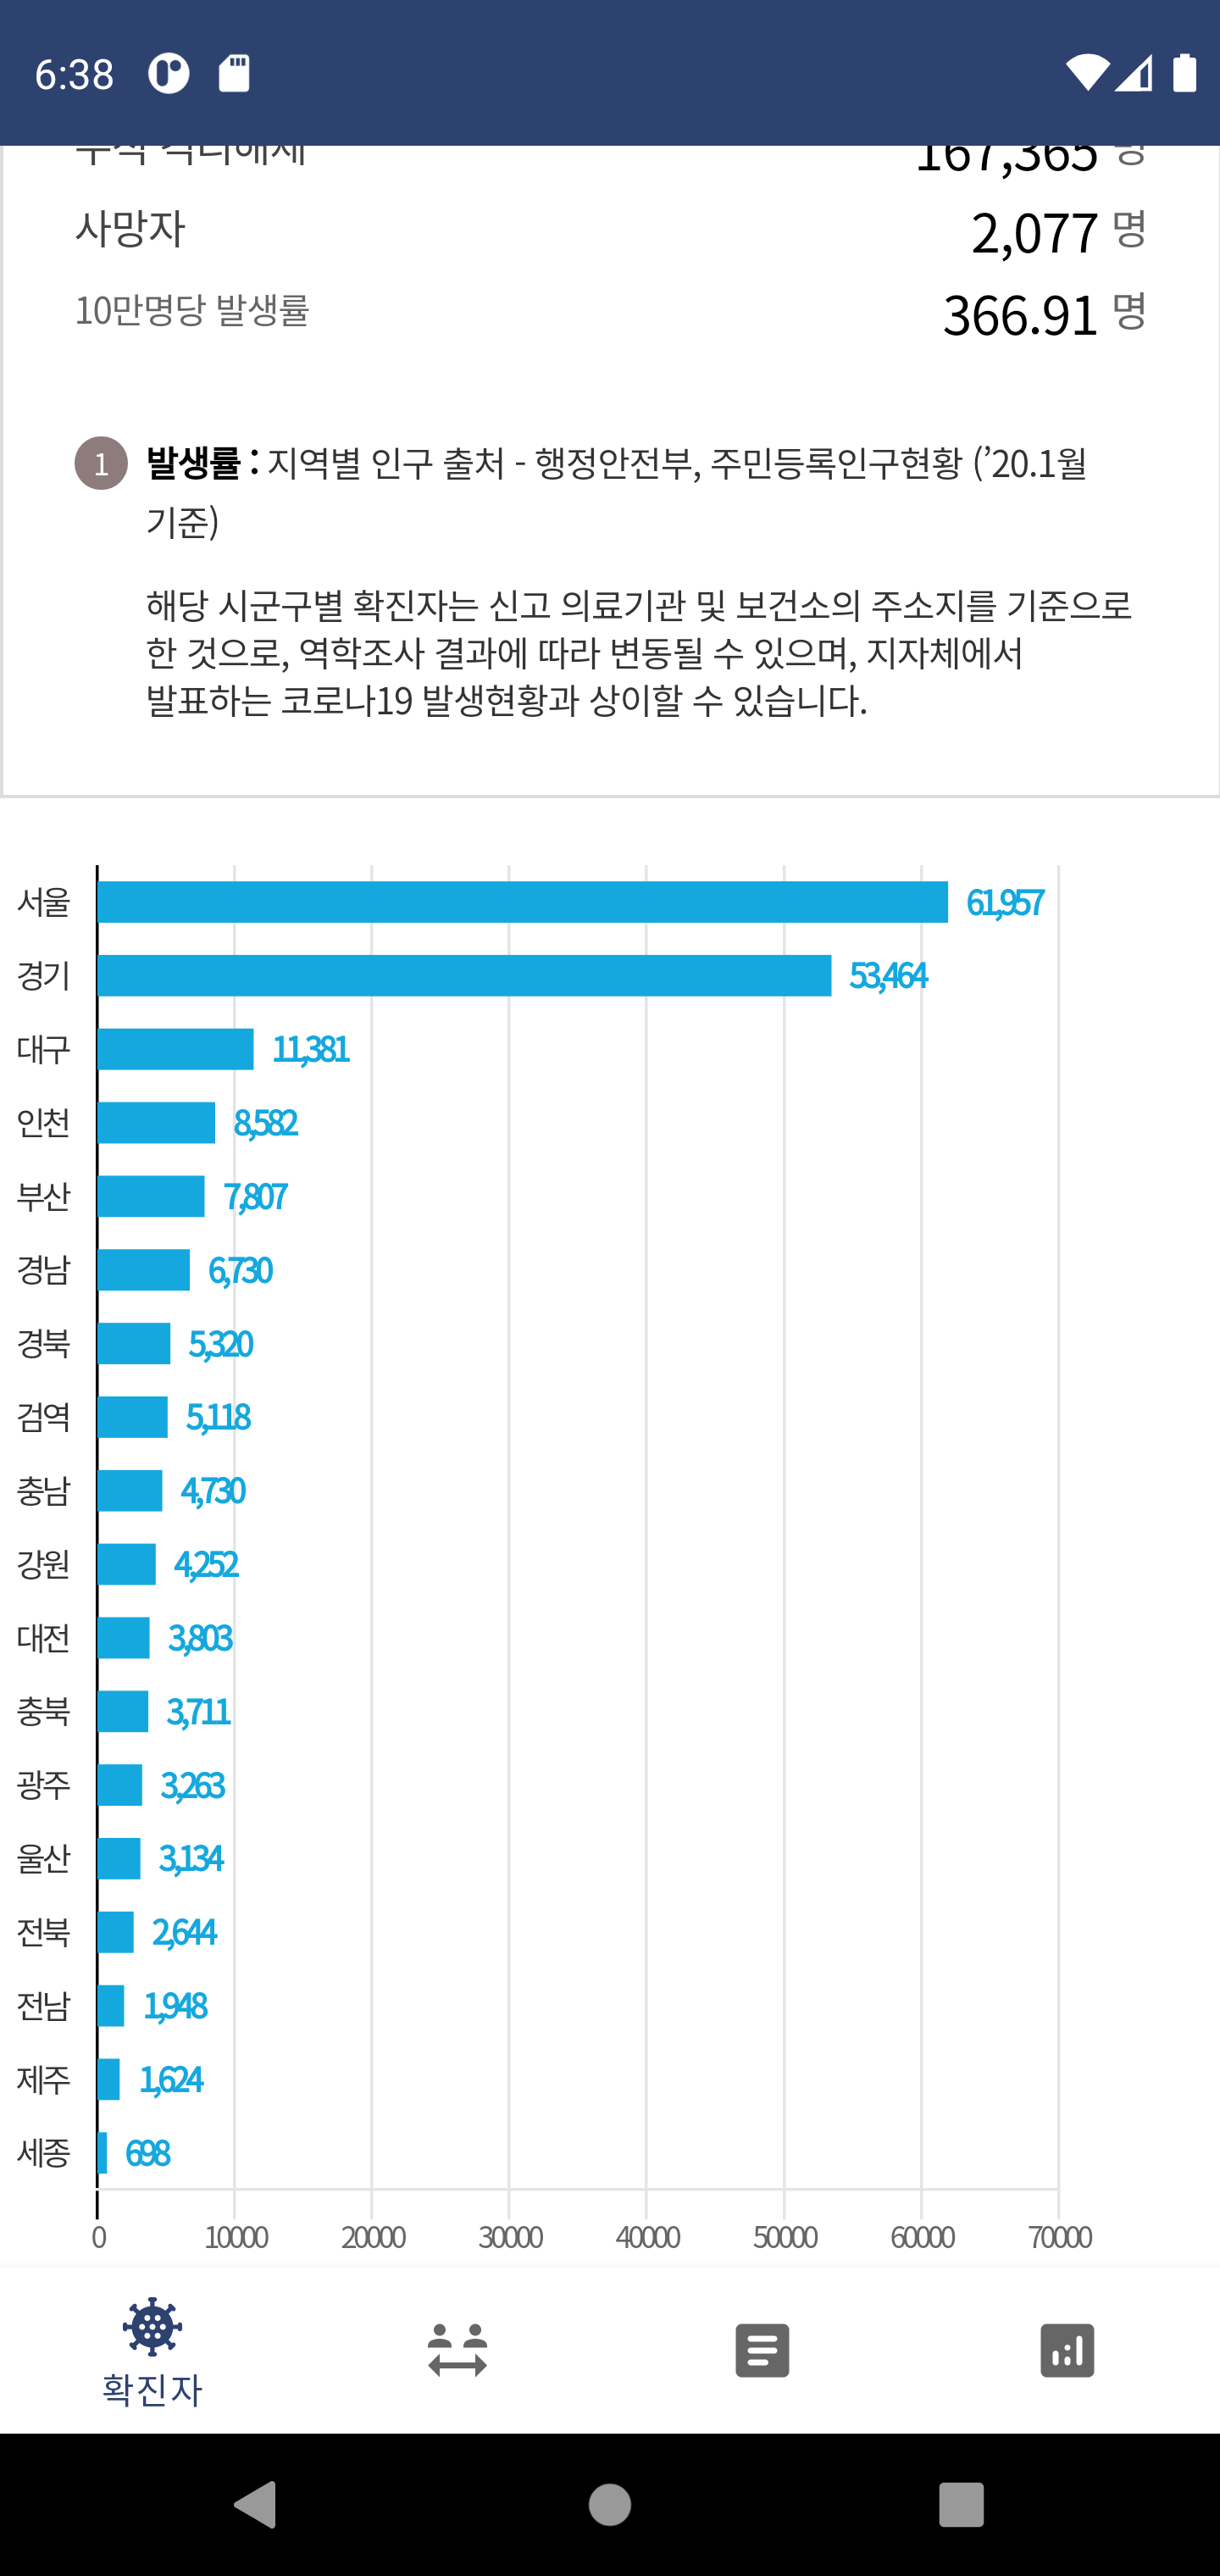 6:38
167,365 명
사망자 2,077 명
10만명당 발생률 366.91 명
1 발생률 : 지역별 인구 출처 - 행정안전부, 주민등록인구현황 (’20.1월
기준)
해당 시군구별 확진자는 신고 의료기관 및 보건소의 주소지를 기준으로
한 것으로, 역학조사 결과에 따라 변동될 수 있으며, 지자체에서
발표하는 코로나19 발생현황과 상이할 수 있습니다.
서울 61,957
경기 53,464
대구 11,381
인천 8,582
부산 7,807
경남 6,730
경북 5,320
검역 5,118
충남 4,730
강원 4,252
대전 3,803
충북 3,711
광주 3,263
울산 3,134
전북 2,644
전남 1,948
제주 1,624
세종 698
0 10000 20000 30000 40000 50000 60000 70000
확진자